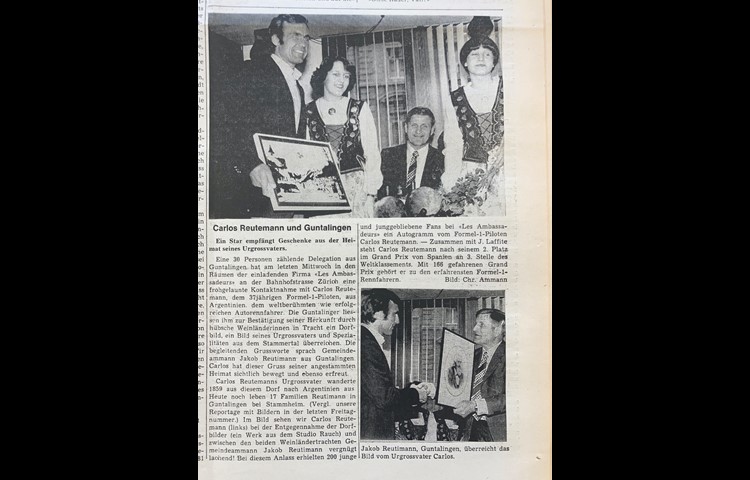 Carlos Reutemann und Guntalingen
Ein Star empfängt Geschenke aus der Hei-
mat seines Urgrossvaters.
Eine 38 Personen zählende Delegation
aus Guntalingen hat am letzten Mittwoch in den
Räumen der einladenden Firma «Les Am-
bassadeurs» an der Bahnhofstrasse Zürich eine
frohgelaunte Kontaktnahme mit Carlos Reute-
mann, dem 37jährigen Formel-1-Piloten, aus
Argentinien, dem weltberühmten wie erfolg-
reichen Autorennfahrer. Die Guntalinger lies-
sen ihm zur Bestätigung seiner Herkunft durch
hübsche Weinländerinnen in Tracht ein Dorf-
bild, ein Bild seines Urgrossvaters und Spezia-
litäten aus dem Stammertal überreichen. Die
begleitenden Grussworte sprach Gemeinde-
ammann Jakob Reutimann aus Guntalingen.
Carlos hat dieser Gruss seiner angestammten
Heimat sichtlich bewegt und ebenso erfreut.
Carlos Reutemanns Urgrossvater wanderte
1839 aus diesem Dorf nach Argentinien aus
Heute noch leben 17 Familien Reutimann in
Guntalingen bei Stammheim. (Vergl. unsere
Reportage mit Bildern in der letzten Freitag-
nummer.) Im Bild sehen wir Carlos Reute-
mann (links) bei der Entgegennahme der Dorf-
bilder (ein Werk aus dem Studio Rauch) und
zwischen den beiden Weinländertrachten Ge-
meindeammann Jakob Reutimann vergnügt
lachend! Bei diesem Anlass erhielten 200 junge
und junggebliebene Fans bei «Les Ambassa-
deurs» ein Autogramm vom Formel-1-Piloten
Carlos Reutemann. — Zusammen mit J. Laffite
steht Carlos Reutemann nach seinem 2. Platz
im Grand Prix von Spanien an 3. Stelle des
Weltklassements. Mit 166 gefahrenen Grand
Prix gehört er zu den erfahrensten Formel-1-
Rennfahrern. Bild: Chr. Ammann
Jakob Reutimann, Guntalingen, überreicht das
Bild vom Urgrossvater Carlos.